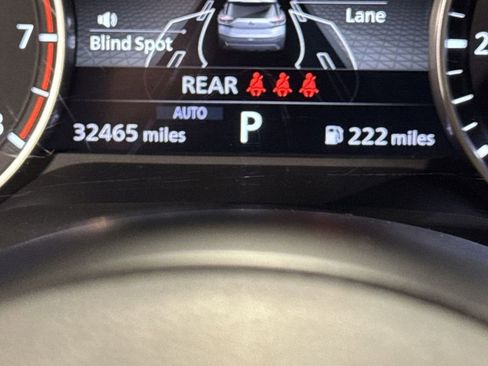 7
Blind Spot
Lane
REAR
AUTO
32465 miles
P
222 miles